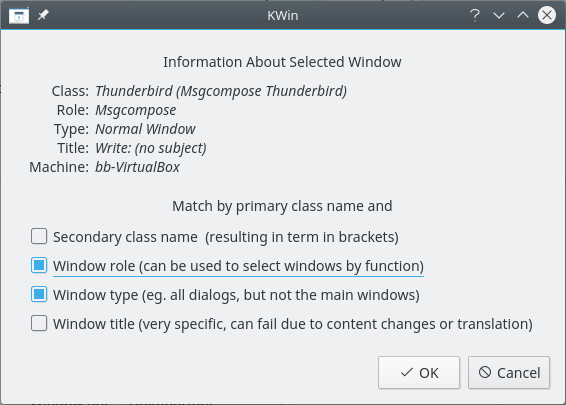 KWin
Information About Selected Window
Class: Thunderbird (Msgcompose Thunderbird)
Role: Msgcompose
Type: Normal Window
Title: Write: (no subject)
Machine: bb-VirtualBox
Match by primary class name and
Secondary class name (resulting in term in brackets)
Window role (can be used to select windows by function)
Window type (eg. all dialogs, but not the main windows)
Window title (very specific, can fail due to content changes or translation)
OK Cancel